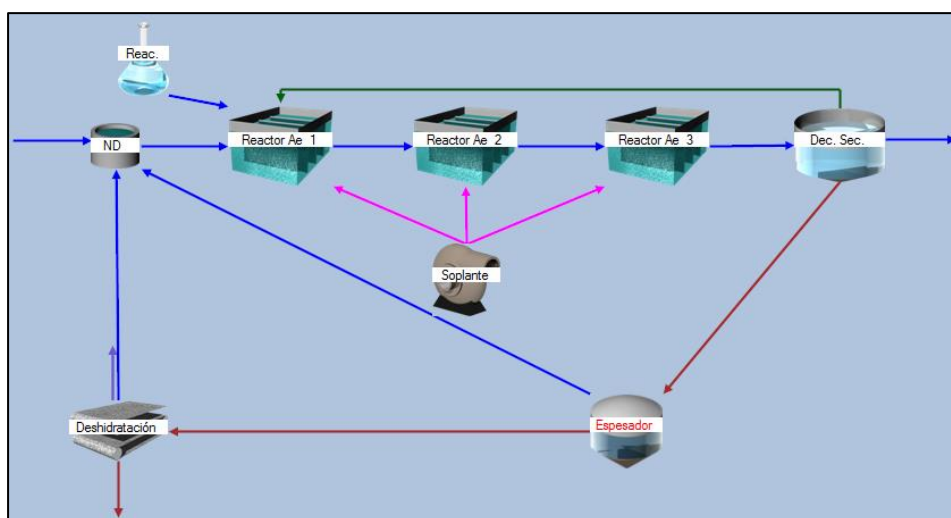 Reac.
ND
Reactor Ae 1
Reactor Ae 2
Reactor Ae 3
Dec. Sec.
Soplante
Deshidratación
Espesador